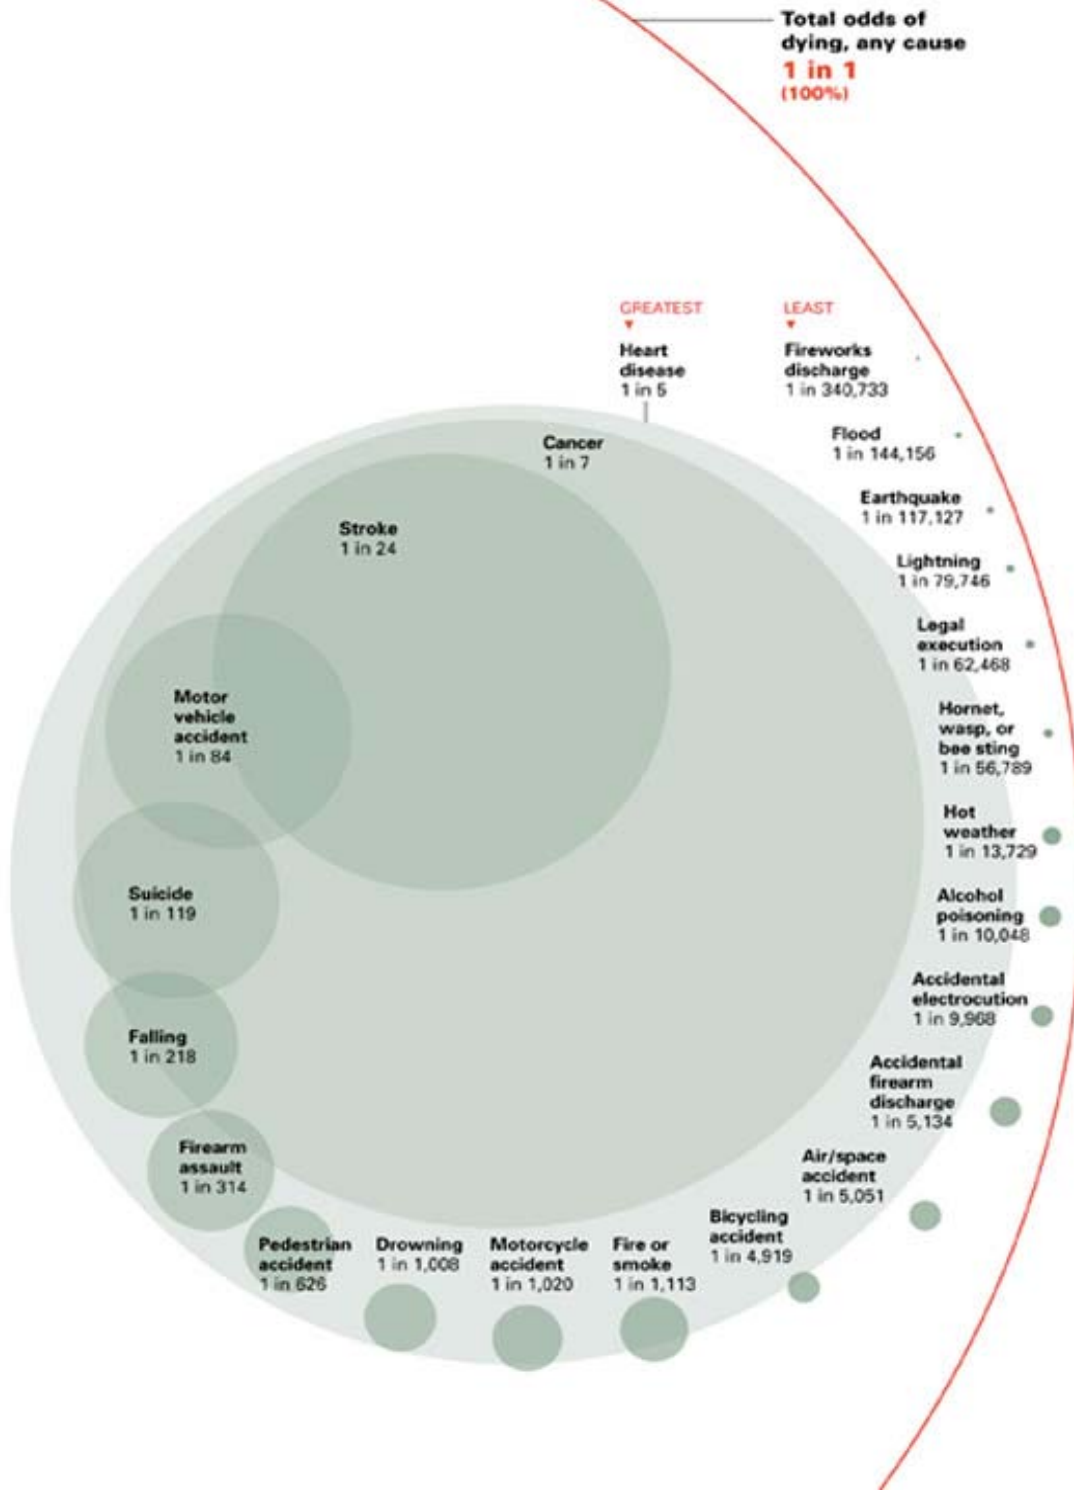 Total odds of
dying, any cause
1 in 1
(100%)
GREATEST
Heart
disease
1 in 5
LEAST
Fireworks
discharge
1 in 340,733
Flood
1 in 144,156
Earthquake
1 in 117,127
Lightning
1 in 79,746
Legal
execution
1 in 62,468
Hornet,
wasp, or
bee sting
1 in 56,789
Hot
weather
1 in 13,729
Alcohol
poisoning
1 in 10,048
Accidental
electrocution
1 in 9,968
Accidental
firearm
discharge
1 in 5,134
Air/space
accident
1 in 5,051
Bicycling
accident
1 in 4,919
Fire or
smoke
1 in 1,113
Motorcycle
accident
1 in 1,020
Drowning
1 in 1,008
Pedestrian
accident
1 in 626
Firearm
assault
1 in 314
Falling
1 in 218
Suicide
1 in 119
Motor
vehicle
accident
1 in 84
Stroke
1 in 24
Cancer
1 in 7